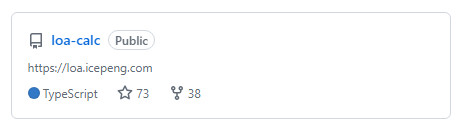 loa-calc Public
https://loa.icepeng.com
TypeScript 73 38